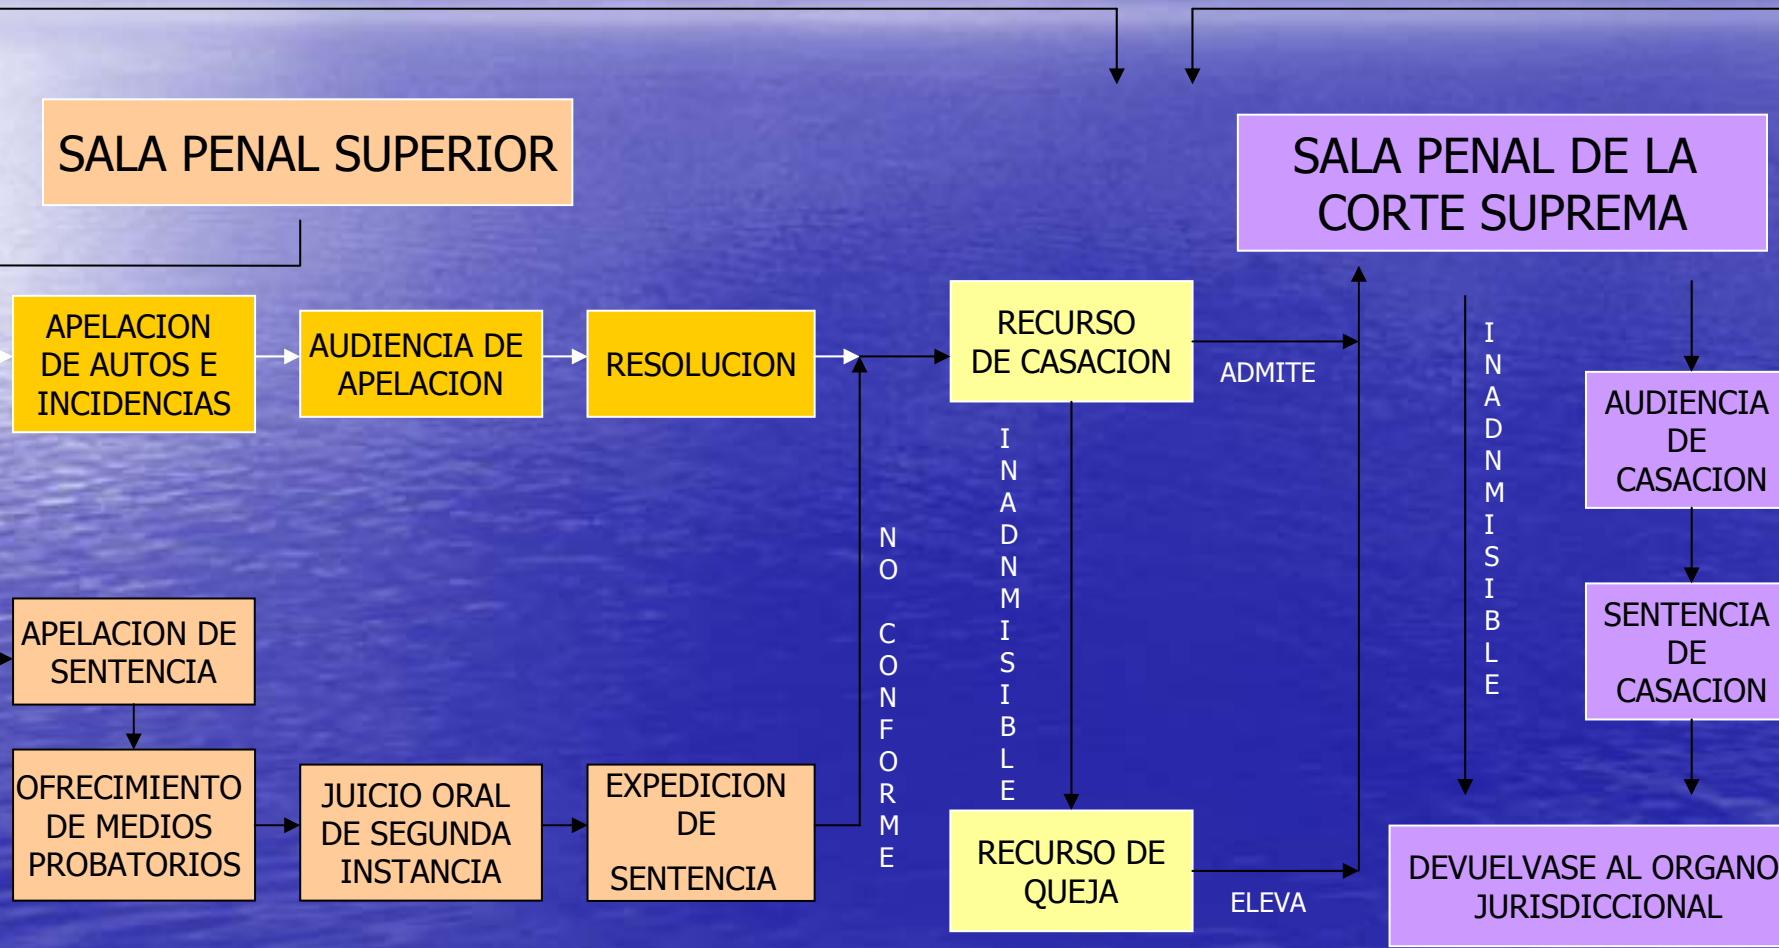 SALA PENAL SUPERIOR
SALA PENAL DE LA
CORTE SUPREMA
APELACION
DE AUTOS E
INCIDENCIAS
AUDIENCIA DE
APELACION
RESOLUCION
RECURSO
DE CASACION
ADMITE
INADNMISIBLE
AUDIENCIA
DE
CASACION
INADNMISIBLE
NO CONFORME
APELACION DE
SENTENCIA
SENTENCIA
DE
CASACION
OFRECIMIENTO
DE MEDIOS
PROBATORIOS
JUICIO ORAL
DE SEGUNDA
INSTANCIA
EXPEDICION
DE
SENTENCIA
RECURSO DE
QUEJA
ELEVA
DEVUELVASE AL ORGANO
JURISDICCIONAL